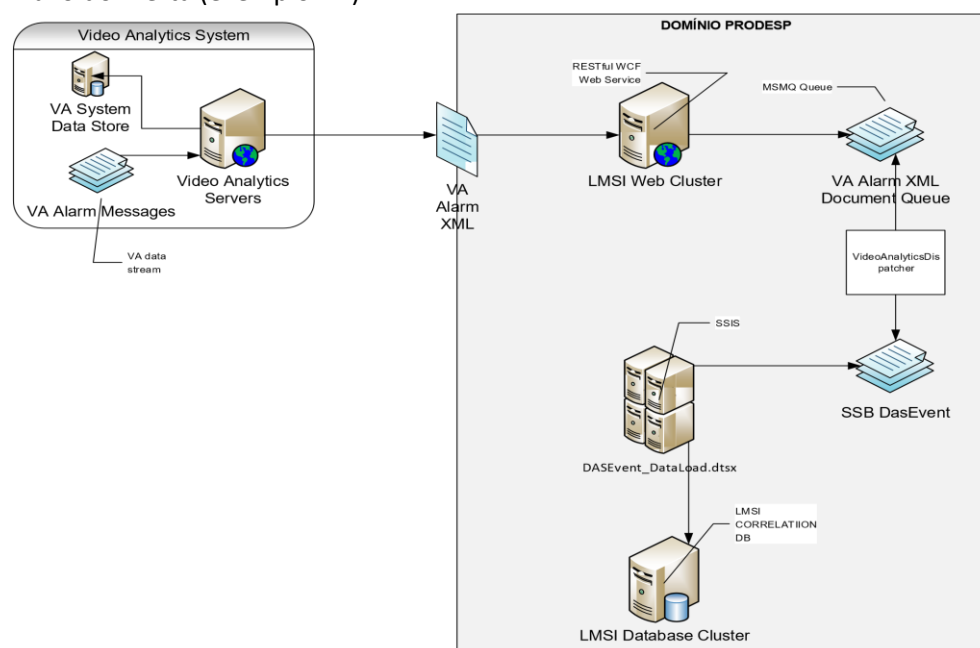 Video Analytics System
VA System
Data Store
Video Analytics
Servers
VA Alarm Messages
VA data
stream
VA
Alarm
XML
DOMÍNIO PRODESP
RESTful WCF
Web Service
MSMQ Queue
LMSI Web Cluster
VA Alarm XML
Document Queue
VideoAnalyticsDis
patcher
SSIS
SSB DasEvent
DASEvent_DataLoad.dtsx
LMSI
CORRELATIION
DB
LMSI Database Cluster